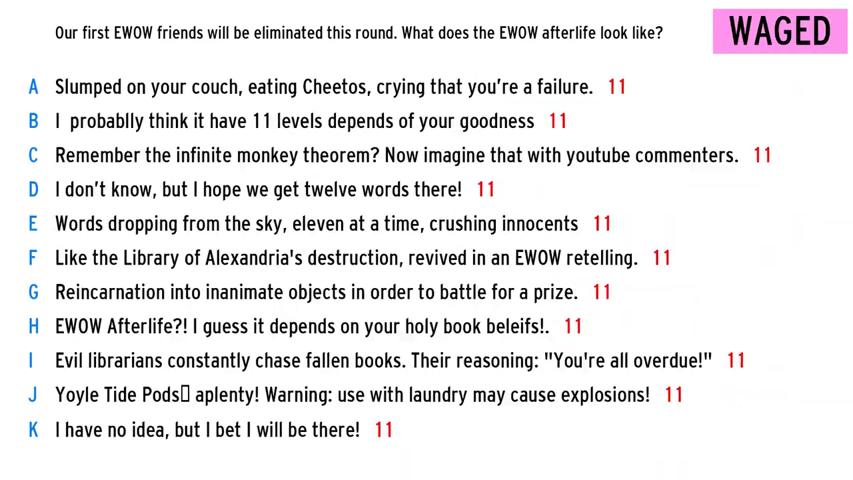 Our first EWOW friends will be eliminated this round. What does the EWOW afterlife look like?
WAGED
A Slumped on your couch, eating Cheetos, crying that you're a failure. 11
B I probablly think it have 11 levels depends of your goodness 11
C Remember the infinite monkey theorem? Now imagine that with youtube commenters. 11
D I don't know, but I hope we get twelve words there! 11
E Words dropping from the sky, eleven at a time, crushing innocents 11
F Like the Library of Alexandria's destruction, revived in an EWOW retelling. 11
G Reincarnation into inanimate objects in order to battle for a prize. 11
H EWOW Afterlife?! I guess it depends on your holy book beleifs!. 11
I Evil librarians constantly chase fallen books. Their reasoning: "You're all overdue!" 11
J Yoyle Tide Pods▯ aplenty! Warning: use with laundry may cause explosions! 11
K I have no idea, but I bet I will be there! 11